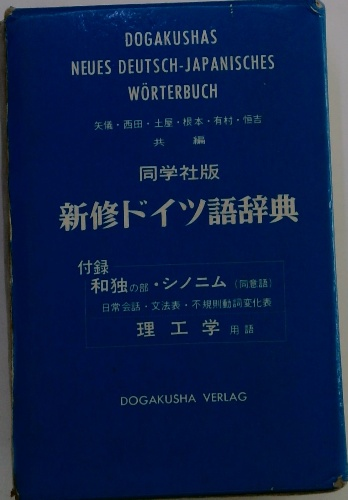 DOGAKUSHAS
NEUES DEUTSCH-JAPANISCHES
WÖRTERBUCH
矢儀・西田・土屋・根本・有村・恒吉
共 編
同学社版
新修ドイツ語辞典
付録
和独の部・シノニム（同意語）
日常会話・文法表・不規則動詞変化表
理工学用語
DOGAKUSHA VERLAG